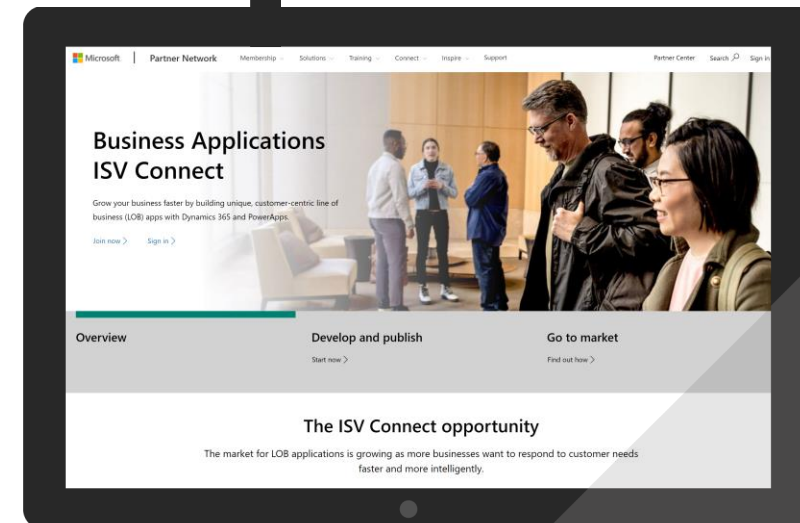 Microsoft | Partner Network Membership Solutions Training Connect Inspire Support Partner Center Search Sign in
Business Applications
ISV Connect
Grow your business faster by building unique, customer-centric line of
business (LOB) apps with Dynamics 365 and PowerApps.
Join now > Sign in >
Overview
Develop and publish
Start now >
Go to market
Find out how >
The ISV Connect opportunity
The market for LOB applications is growing as more businesses want to respond to customer needs
faster and more intelligently.